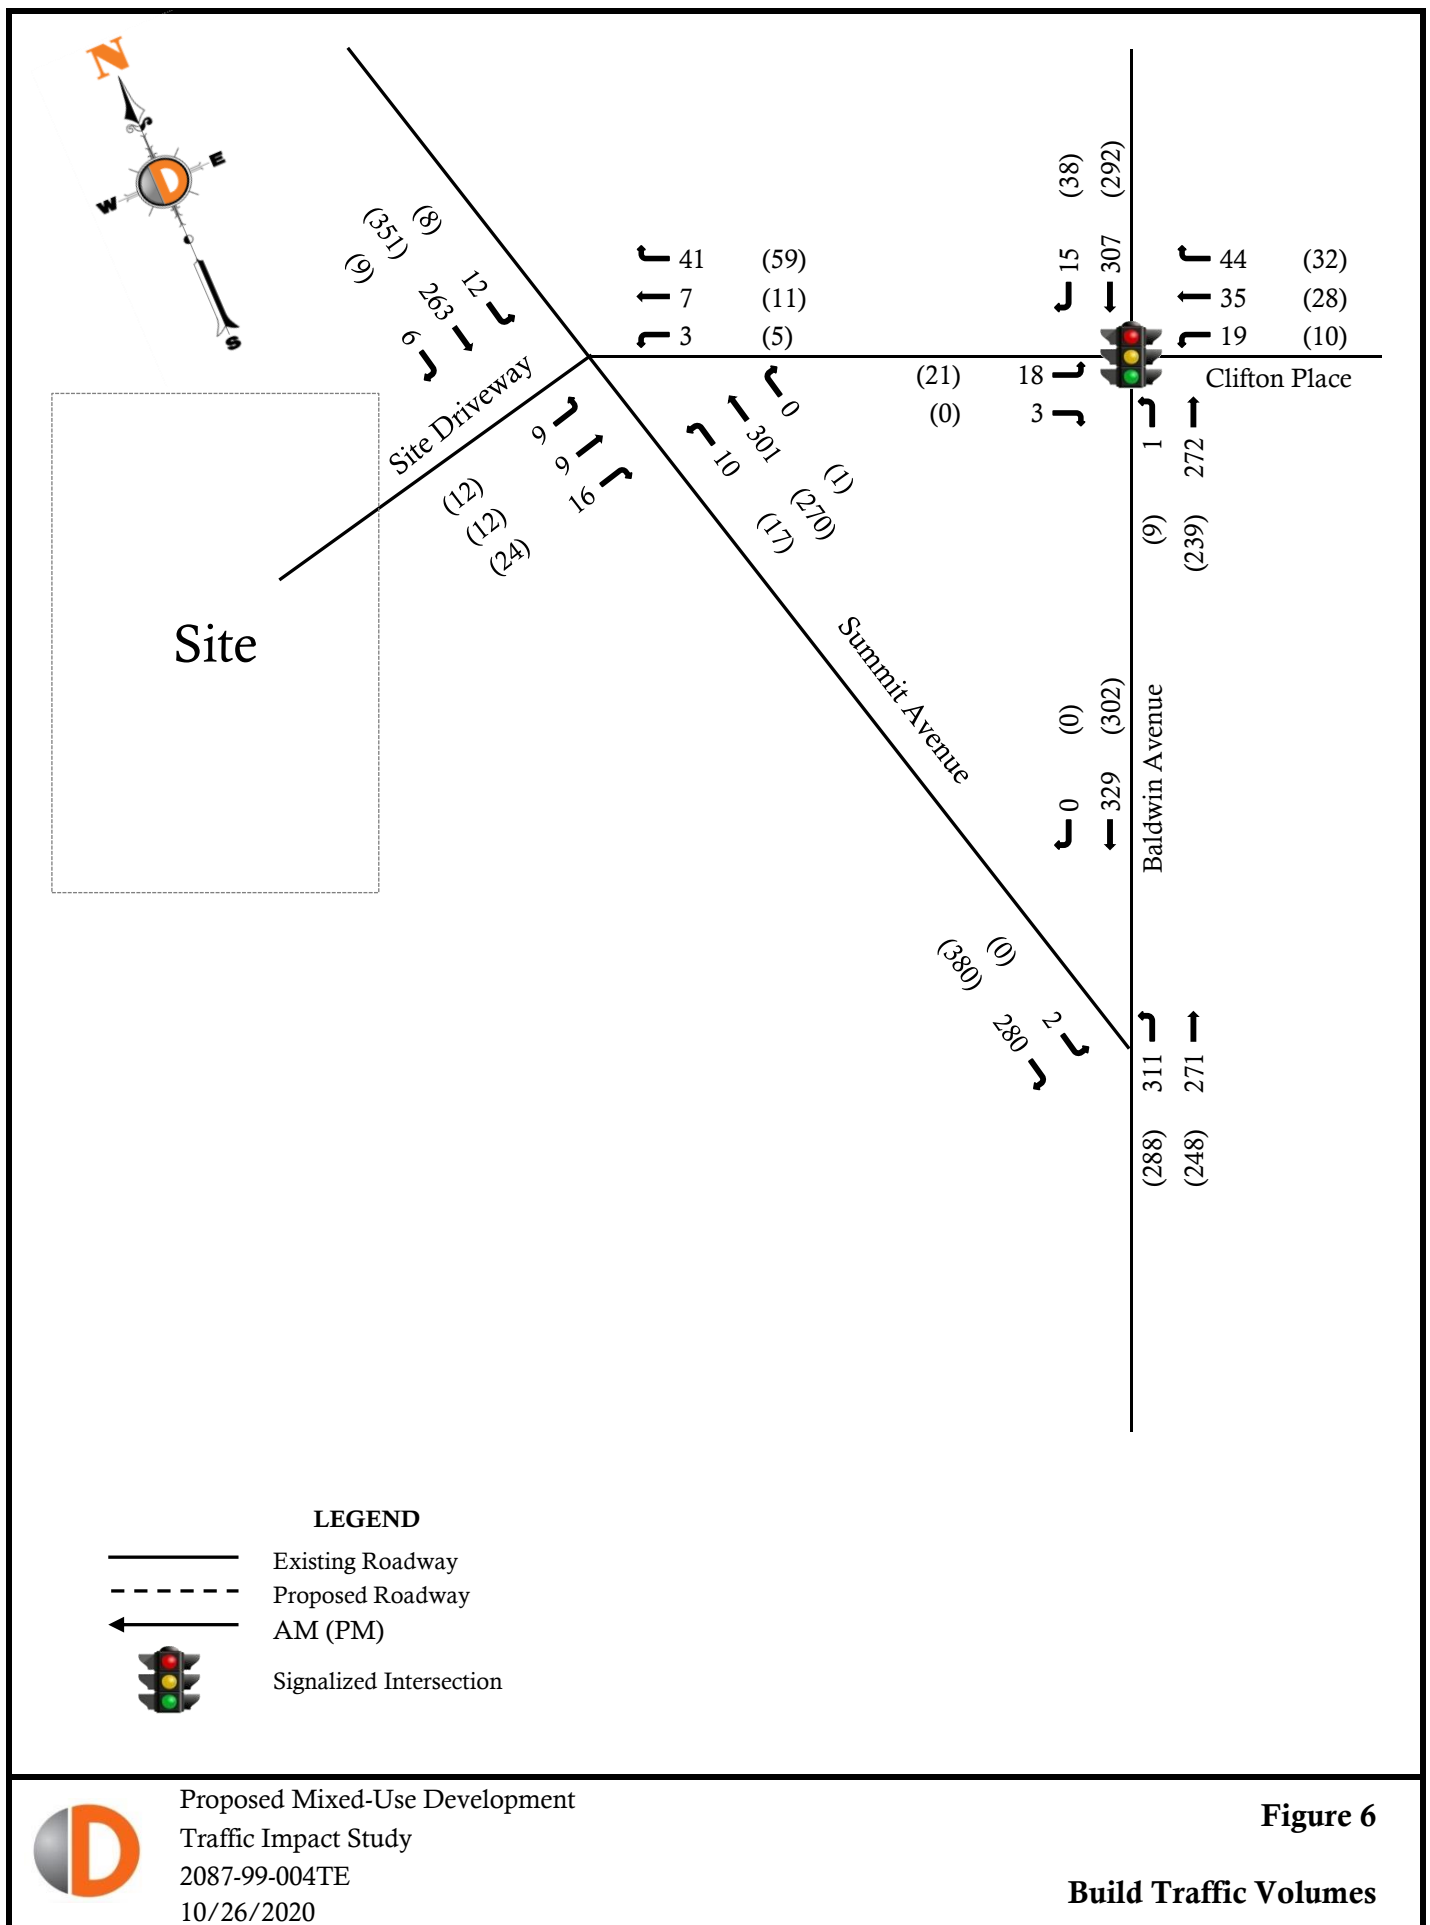 N
E
W
S
D
(8)
(351)
(9)
12
263
6
41 (59)
7 (11)
3 (5)
(38)
(292)
15
307
44 (32)
35 (28)
19 (10)
Clifton Place
(21) 18
(0) 3
Site Driveway
9
9
16
(12)
(12)
(24)
0
301
10
(1)
(270)
(17)
1
272
(9)
(239)
Site
Summit Avenue
(0)
(302)
0
329
Baldwin Avenue
(0)
(380)
2
280
311
271
(288)
(248)
LEGEND
Existing Roadway
Proposed Roadway
AM (PM)
Signalized Intersection
D
Proposed Mixed-Use Development
Traffic Impact Study
2087-99-004TE
10/26/2020
Figure 6
Build Traffic Volumes